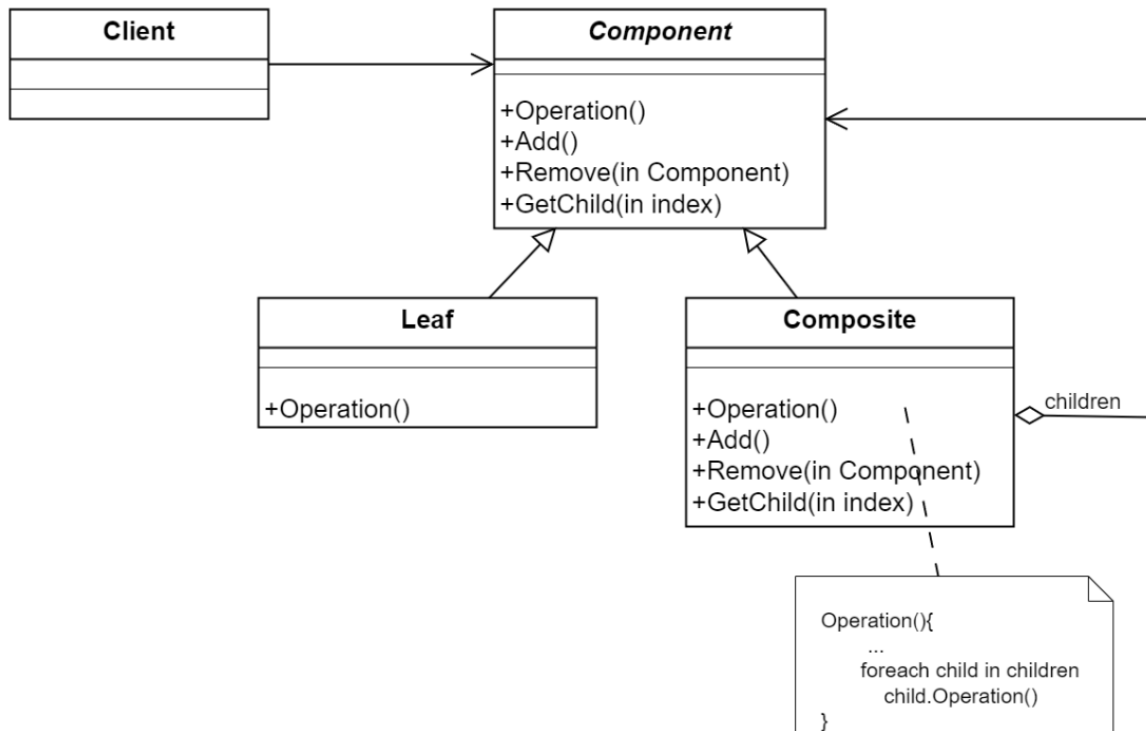 Client
Component
+Operation()
+Add()
+Remove(in Component)
+GetChild(in index)
Leaf
+Operation()
Composite
+Operation()
+Add()
+Remove(in Component)
+GetChild(in index)
children
Operation(){
...
foreach child in children
child.Operation()
}